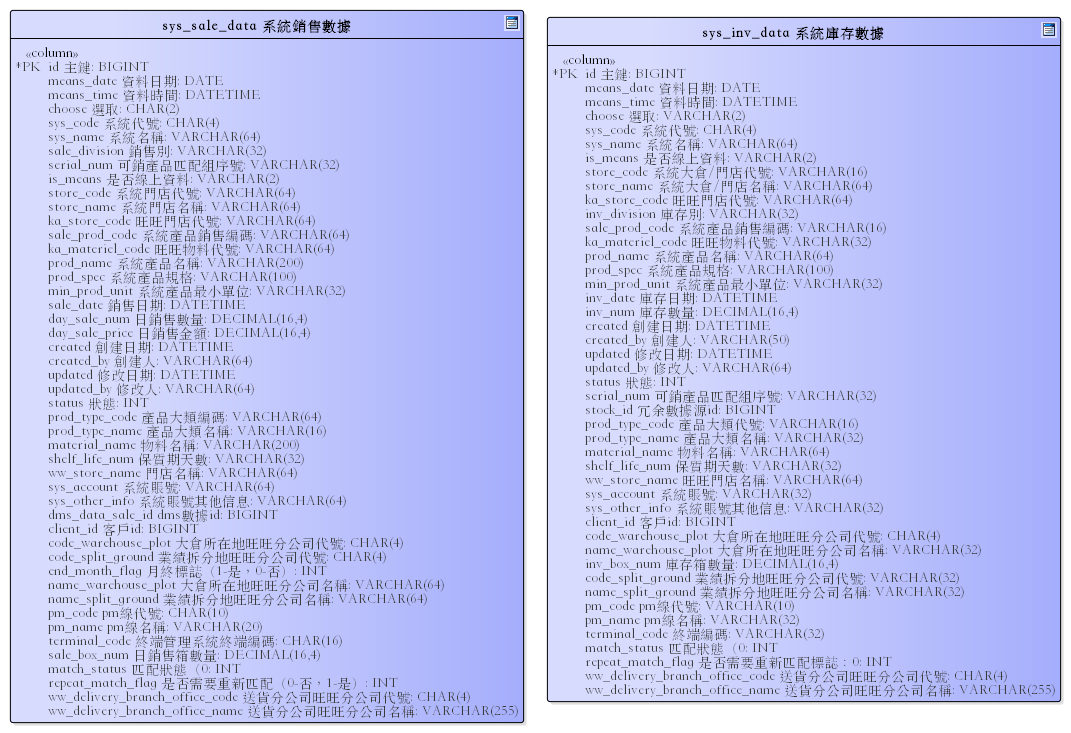 sys_sale_data 系統銷售數據
«column»
*PK id 主鍵: BIGINT
means_date 資料日期: DATE
means_time 資料時間: DATETIME
choose 選取: CHAR(2)
sys_code 系統代號: CHAR(4)
sys_name 系統名稱: VARCHAR(64)
sale_division 銷售別: VARCHAR(32)
serial_num 可銷產品匹配組序號: VARCHAR(32)
is_means 是否線上資料: VARCHAR(2)
store_code 系統門店代號: VARCHAR(64)
store_name 系統門店名稱: VARCHAR(64)
ka_store_code 旺旺門店代號: VARCHAR(64)
sale_prod_code 系統產品銷售編碼: VARCHAR(64)
ka_materiel_code 旺旺物料代號: VARCHAR(64)
prod_name 系統產品名稱: VARCHAR(200)
prod_spec 系統產品規格: VARCHAR(100)
min_prod_unit 系統產品最小單位: VARCHAR(32)
sale_date 銷售日期: DATETIME
day_sale_num 日銷售數量: DECIMAL(16,4)
day_sale_price 日銷售金額: DECIMAL(16,4)
created 創建日期: DATETIME
created_by 創建人: VARCHAR(64)
updated 修改日期: DATETIME
updated_by 修改人: VARCHAR(64)
status 狀態: INT
prod_type_code 產品大類編碼: VARCHAR(64)
prod_type_name 產品大類名稱: VARCHAR(16)
material_name 物料名稱: VARCHAR(200)
shelf_life_num 保質期天數: VARCHAR(32)
ww_store_name 門店名稱: VARCHAR(64)
sys_account 系統賬號: VARCHAR(64)
sys_other_info 系統賬號其他信息: VARCHAR(64)
dms_data_sale_id dms數據id: BIGINT
client_id 客戶id: BIGINT
code_warehouse_plot 大倉所在地旺旺分公司代號: CHAR(4)
code_split_ground 業績拆分地旺旺分公司代號: CHAR(4)
end_month_flag 月終標誌（1-是，0-否）: INT
name_warehouse_plot 大倉所在地旺旺分公司名稱: VARCHAR(64)
name_split_ground 業績拆分地旺旺分公司名稱: VARCHAR(64)
pm_code pm線代號: CHAR(10)
pm_name pm線名稱: VARCHAR(20)
terminal_code 終端管理系統終端編碼: CHAR(16)
sale_box_num 日銷售箱數量: DECIMAL(16,4)
match_status 匹配狀態（0: INT
repeat_match_flag 是否需要重新匹配（0-否，1-是）: INT
ww_delivery_branch_office_code 送貨分公司旺旺分公司代號: CHAR(4)
ww_delivery_branch_office_name 送貨分公司旺旺分公司名稱: VARCHAR(255)
sys_inv_data 系統庫存數據
«column»
*PK id 主鍵: BIGINT
means_date 資料日期: DATE
means_time 資料時間: DATETIME
choose 選取: VARCHAR(2)
sys_code 系統代號: CHAR(4)
sys_name 系統名稱: VARCHAR(64)
is_means 是否線上資料: VARCHAR(2)
store_code 系統大倉/門店代號: VARCHAR(16)
store_name 系統大倉/門店名稱: VARCHAR(64)
ka_store_code 旺旺門店代號: VARCHAR(64)
inv_division 庫存別: VARCHAR(32)
sale_prod_code 系統產品銷售編碼: VARCHAR(16)
ka_materiel_code 旺旺物料代號: VARCHAR(32)
prod_name 系統產品名稱: VARCHAR(64)
prod_spec 系統產品規格: VARCHAR(100)
min_prod_unit 系統產品最小單位: VARCHAR(32)
inv_date 庫存日期: DATETIME
inv_num 庫存數量: DECIMAL(16,4)
created 創建日期: DATETIME
created_by 創建人: VARCHAR(50)
updated 修改日期: DATETIME
updated_by 修改人: VARCHAR(64)
status 狀態: INT
serial_num 可銷產品匹配組序號: VARCHAR(32)
stock_id 冗余數據源id: BIGINT
prod_type_code 產品大類代號: VARCHAR(16)
prod_type_name 產品大類名稱: VARCHAR(32)
material_name 物料名稱: VARCHAR(64)
shelf_life_num 保質期天數: VARCHAR(32)
ww_store_name 旺旺門店名稱: VARCHAR(64)
sys_account 系統賬號: VARCHAR(32)
sys_other_info 系統賬號其他信息: VARCHAR(32)
client_id 客戶id: BIGINT
code_warehouse_plot 大倉所在地旺旺分公司代號: CHAR(4)
name_warehouse_plot 大倉所在地旺旺分公司名稱: VARCHAR(32)
inv_box_num 庫存箱數量: DECIMAL(16,4)
code_split_ground 業績拆分地旺旺分公司代號: VARCHAR(32)
name_split_ground 業績拆分地旺旺分公司名稱: VARCHAR(32)
pm_code pm線代號: VARCHAR(10)
pm_name pm線名稱: VARCHAR(32)
terminal_code 終端編碼: VARCHAR(32)
match_status 匹配狀態（0: INT
repeat_match_flag 是否需要重新匹配標誌：0: INT
ww_delivery_branch_office_code 送貨分公司旺旺分公司代號: CHAR(4)
ww_delivery_branch_office_name 送貨分公司旺旺分公司名稱: VARCHAR(255)